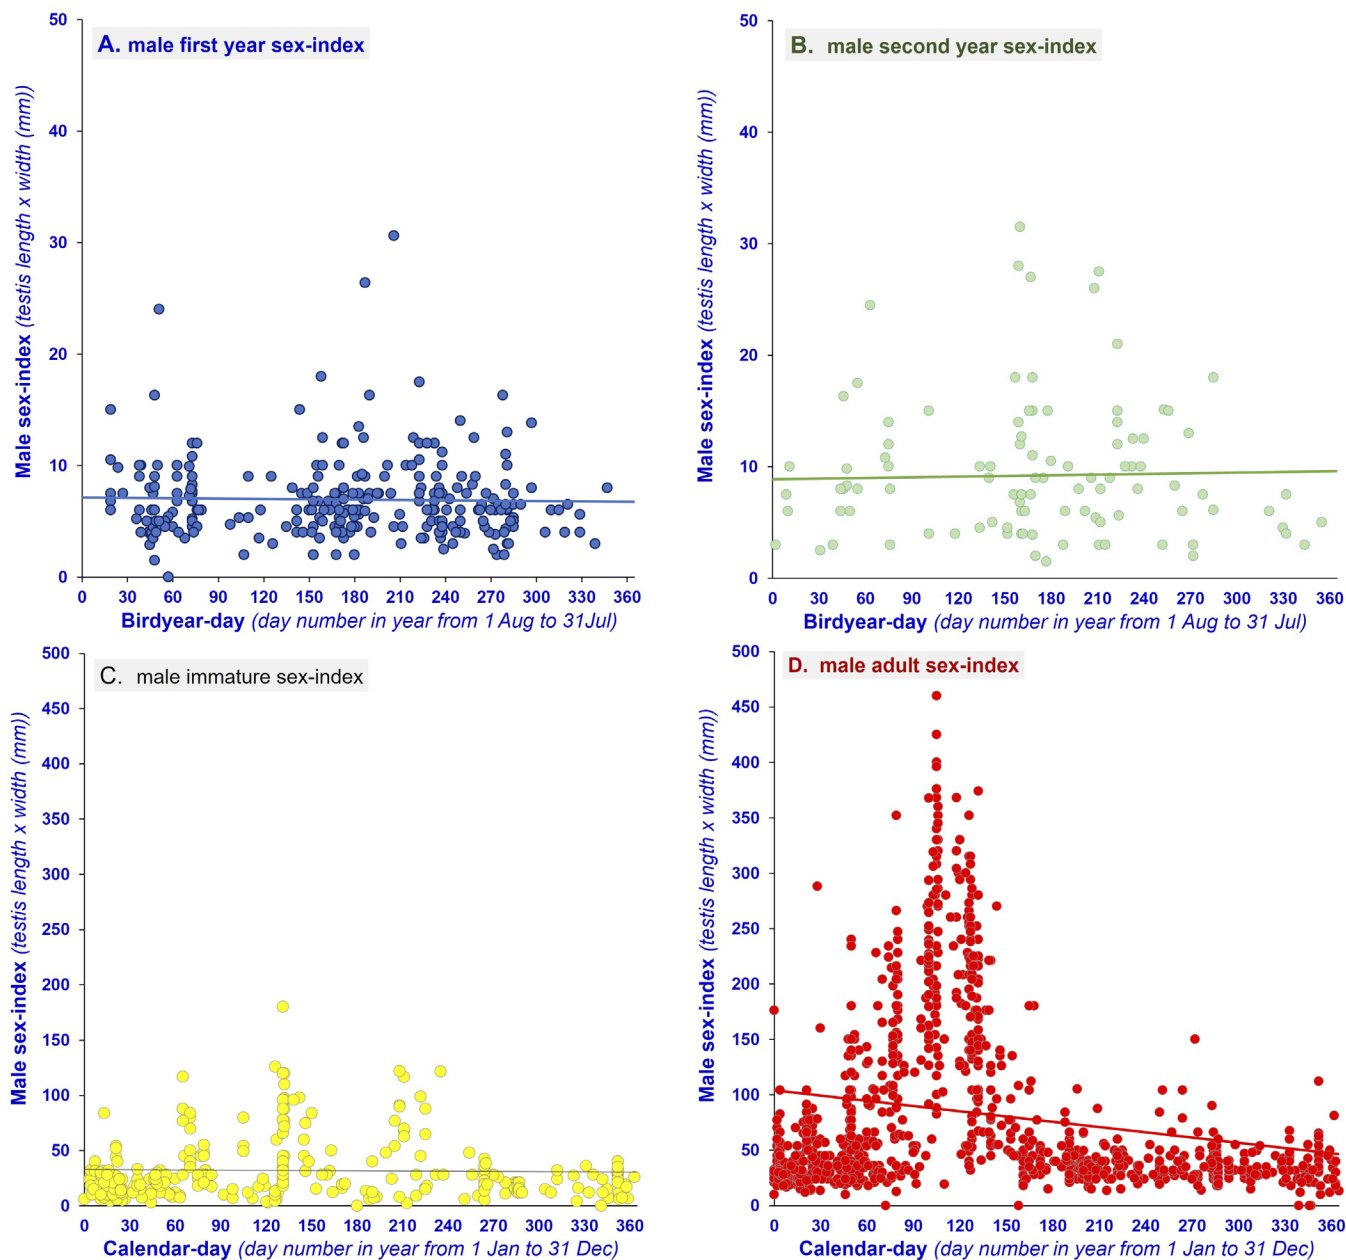 A. male first year sex-index
50
40
30
20
10
0
Male sex-index (testis length x width (mm))
0 30 60 90 120 150 180 210 240 270 300 330 360
Birdyear-day (day number in year from 1 Aug to 31Jul)
B. male second year sex-index
50
40
30
20
10
0
Male sex-index (testis length x width (mm))
0 30 60 90 120 150 180 210 240 270 300 330 360
Birdyear-day (day number in year from 1 Aug to 31 Jul)
C. male immature sex-index
500
450
400
350
300
250
200
150
100
50
0
Male sex-index (testis length x width (mm))
0 30 60 90 120 150 180 210 240 270 300 330 360
Calendar-day (day number in year from 1 Jan to 31 Dec)
D. male adult sex-index
500
450
400
350
300
250
200
150
100
50
0
Male sex-index (testis length x width (mm))
0 30 60 90 120 150 180 210 240 270 300 330 360
Calendar-day (day number in year from 1 Jan to 31 Dec)